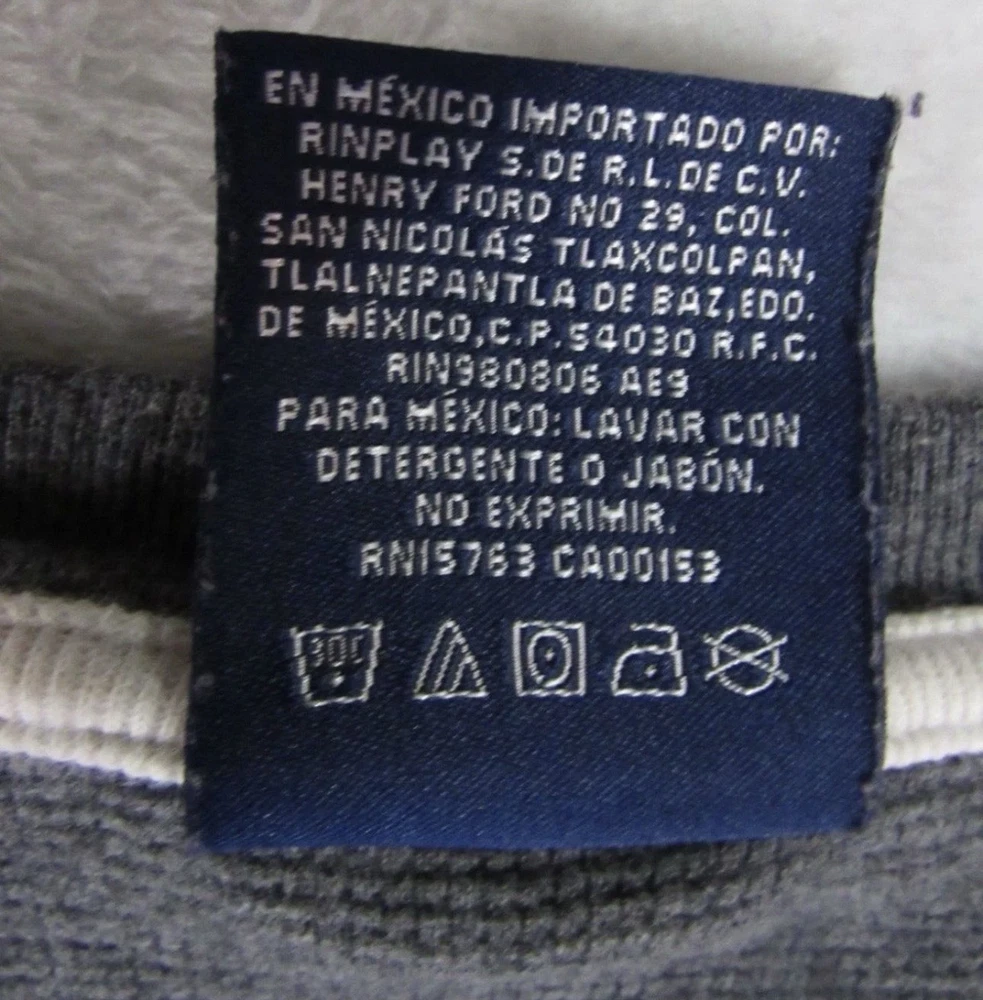 EN MÉXICO IMPORTADO POR:
RINPLAY S.DE R.L.DE C.V.
HENRY FORD NO 29, COL.
SAN NICOLÁS TLAXCOLPAN,
TLALNEPANTLA DE BAZ,EDO.
DE MÉXICO,C.P.54030 R.F.C.
RIN980806 AE9
PARA MÉXICO: LAVAR CON
DETERGENTE O JABÓN.
NO EXPRIMIR.
RN15763 CA00153
30C